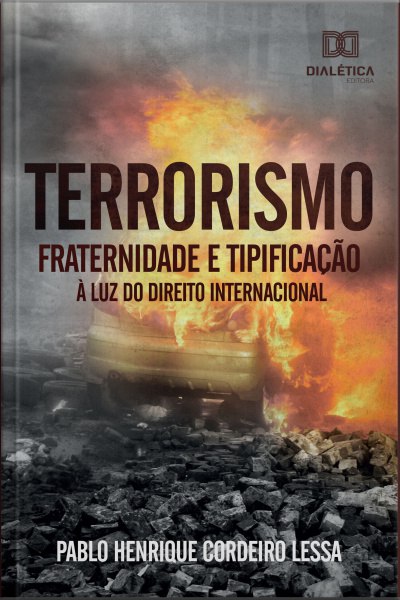 DIALÉTICA
EDITORA
TERRORISMO
FRATERNIDADE E TIPIFICAÇÃO
À LUZ DO DIREITO INTERNACIONAL
PABLO HENRIQUE CORDEIRO LESSA